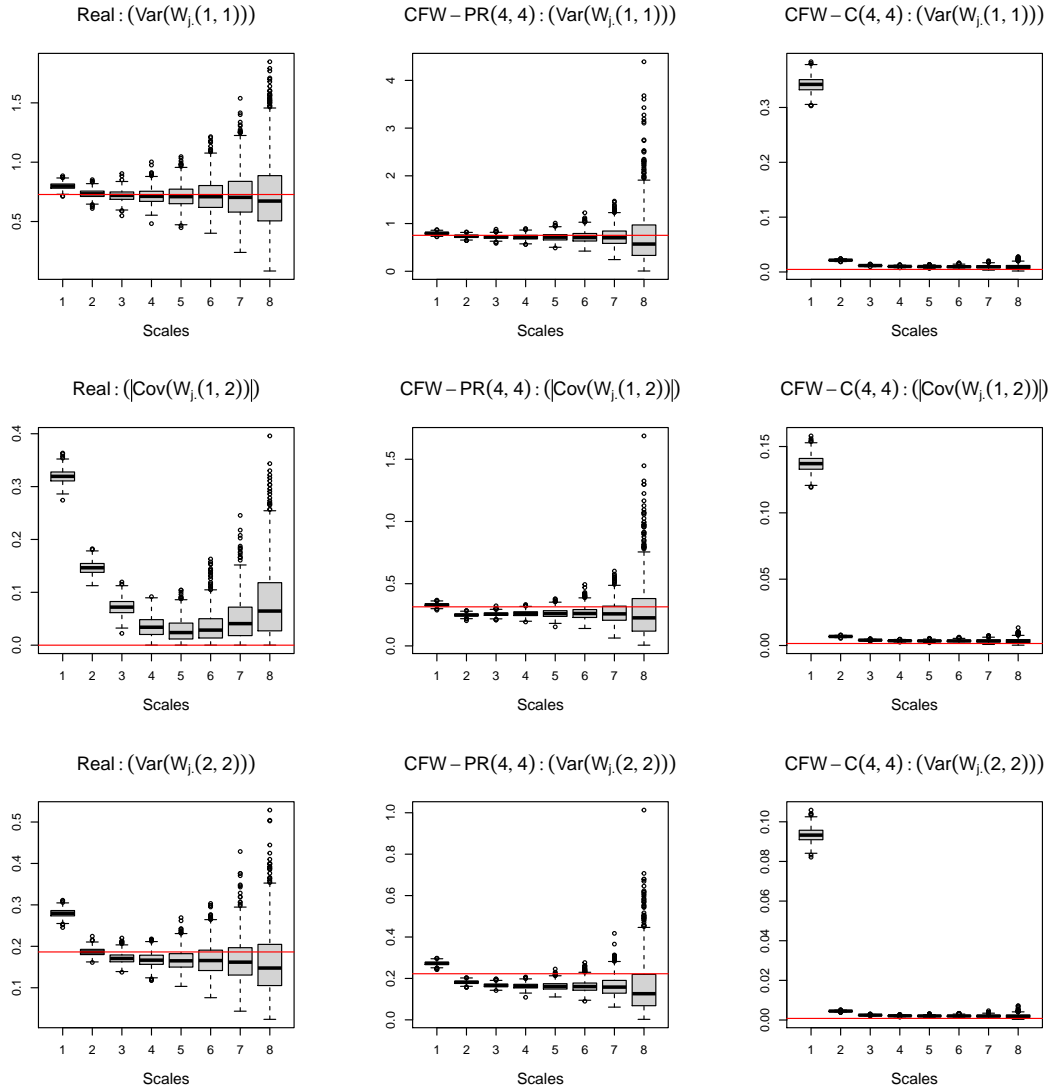 Real : (Var(W_j.(1, 1)))
CFW − PR(4, 4) : (Var(W_j.(1, 1)))
CFW − C(4, 4) : (Var(W_j.(1, 1)))
0.5
1.0
1.5
1 2 3 4 5 6 7 8
Scales
0
1
2
3
4
1 2 3 4 5 6 7 8
Scales
0.0
0.1
0.2
0.3
1 2 3 4 5 6 7 8
Scales
Real : (|Cov(W_j.(1, 2))|)
CFW − PR(4, 4) : (|Cov(W_j.(1, 2))|)
CFW − C(4, 4) : (|Cov(W_j.(1, 2))|)
0.0
0.1
0.2
0.3
0.4
1 2 3 4 5 6 7 8
Scales
0.0
0.5
1.0
1.5
1 2 3 4 5 6 7 8
Scales
0.00
0.05
0.10
0.15
1 2 3 4 5 6 7 8
Scales
Real : (Var(W_j.(2, 2)))
CFW − PR(4, 4) : (Var(W_j.(2, 2)))
CFW − C(4, 4) : (Var(W_j.(2, 2)))
0.1
0.2
0.3
0.4
0.5
1 2 3 4 5 6 7 8
Scales
0.0
0.2
0.4
0.6
0.8
1.0
1 2 3 4 5 6 7 8
Scales
0.00
0.02
0.04
0.06
0.08
0.10
1 2 3 4 5 6 7 8
Scales